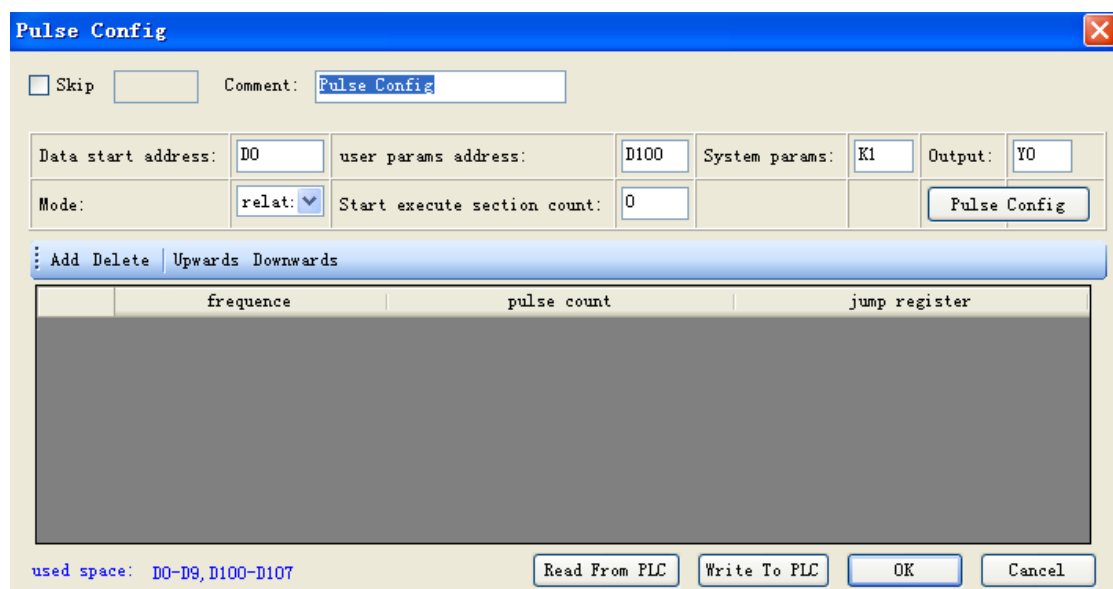 Pulse Config
Skip Comment: Pulse Config
Data start address: D0 user params address: D100 System params: K1 Output: Y0
Mode: relat: Start execute section count: 0 Pulse Config
Add Delete Upwards Downwards
frequence pulse count jump register
used space: D0-D9,D100-D107 Read From PLC Write To PLC OK Cancel